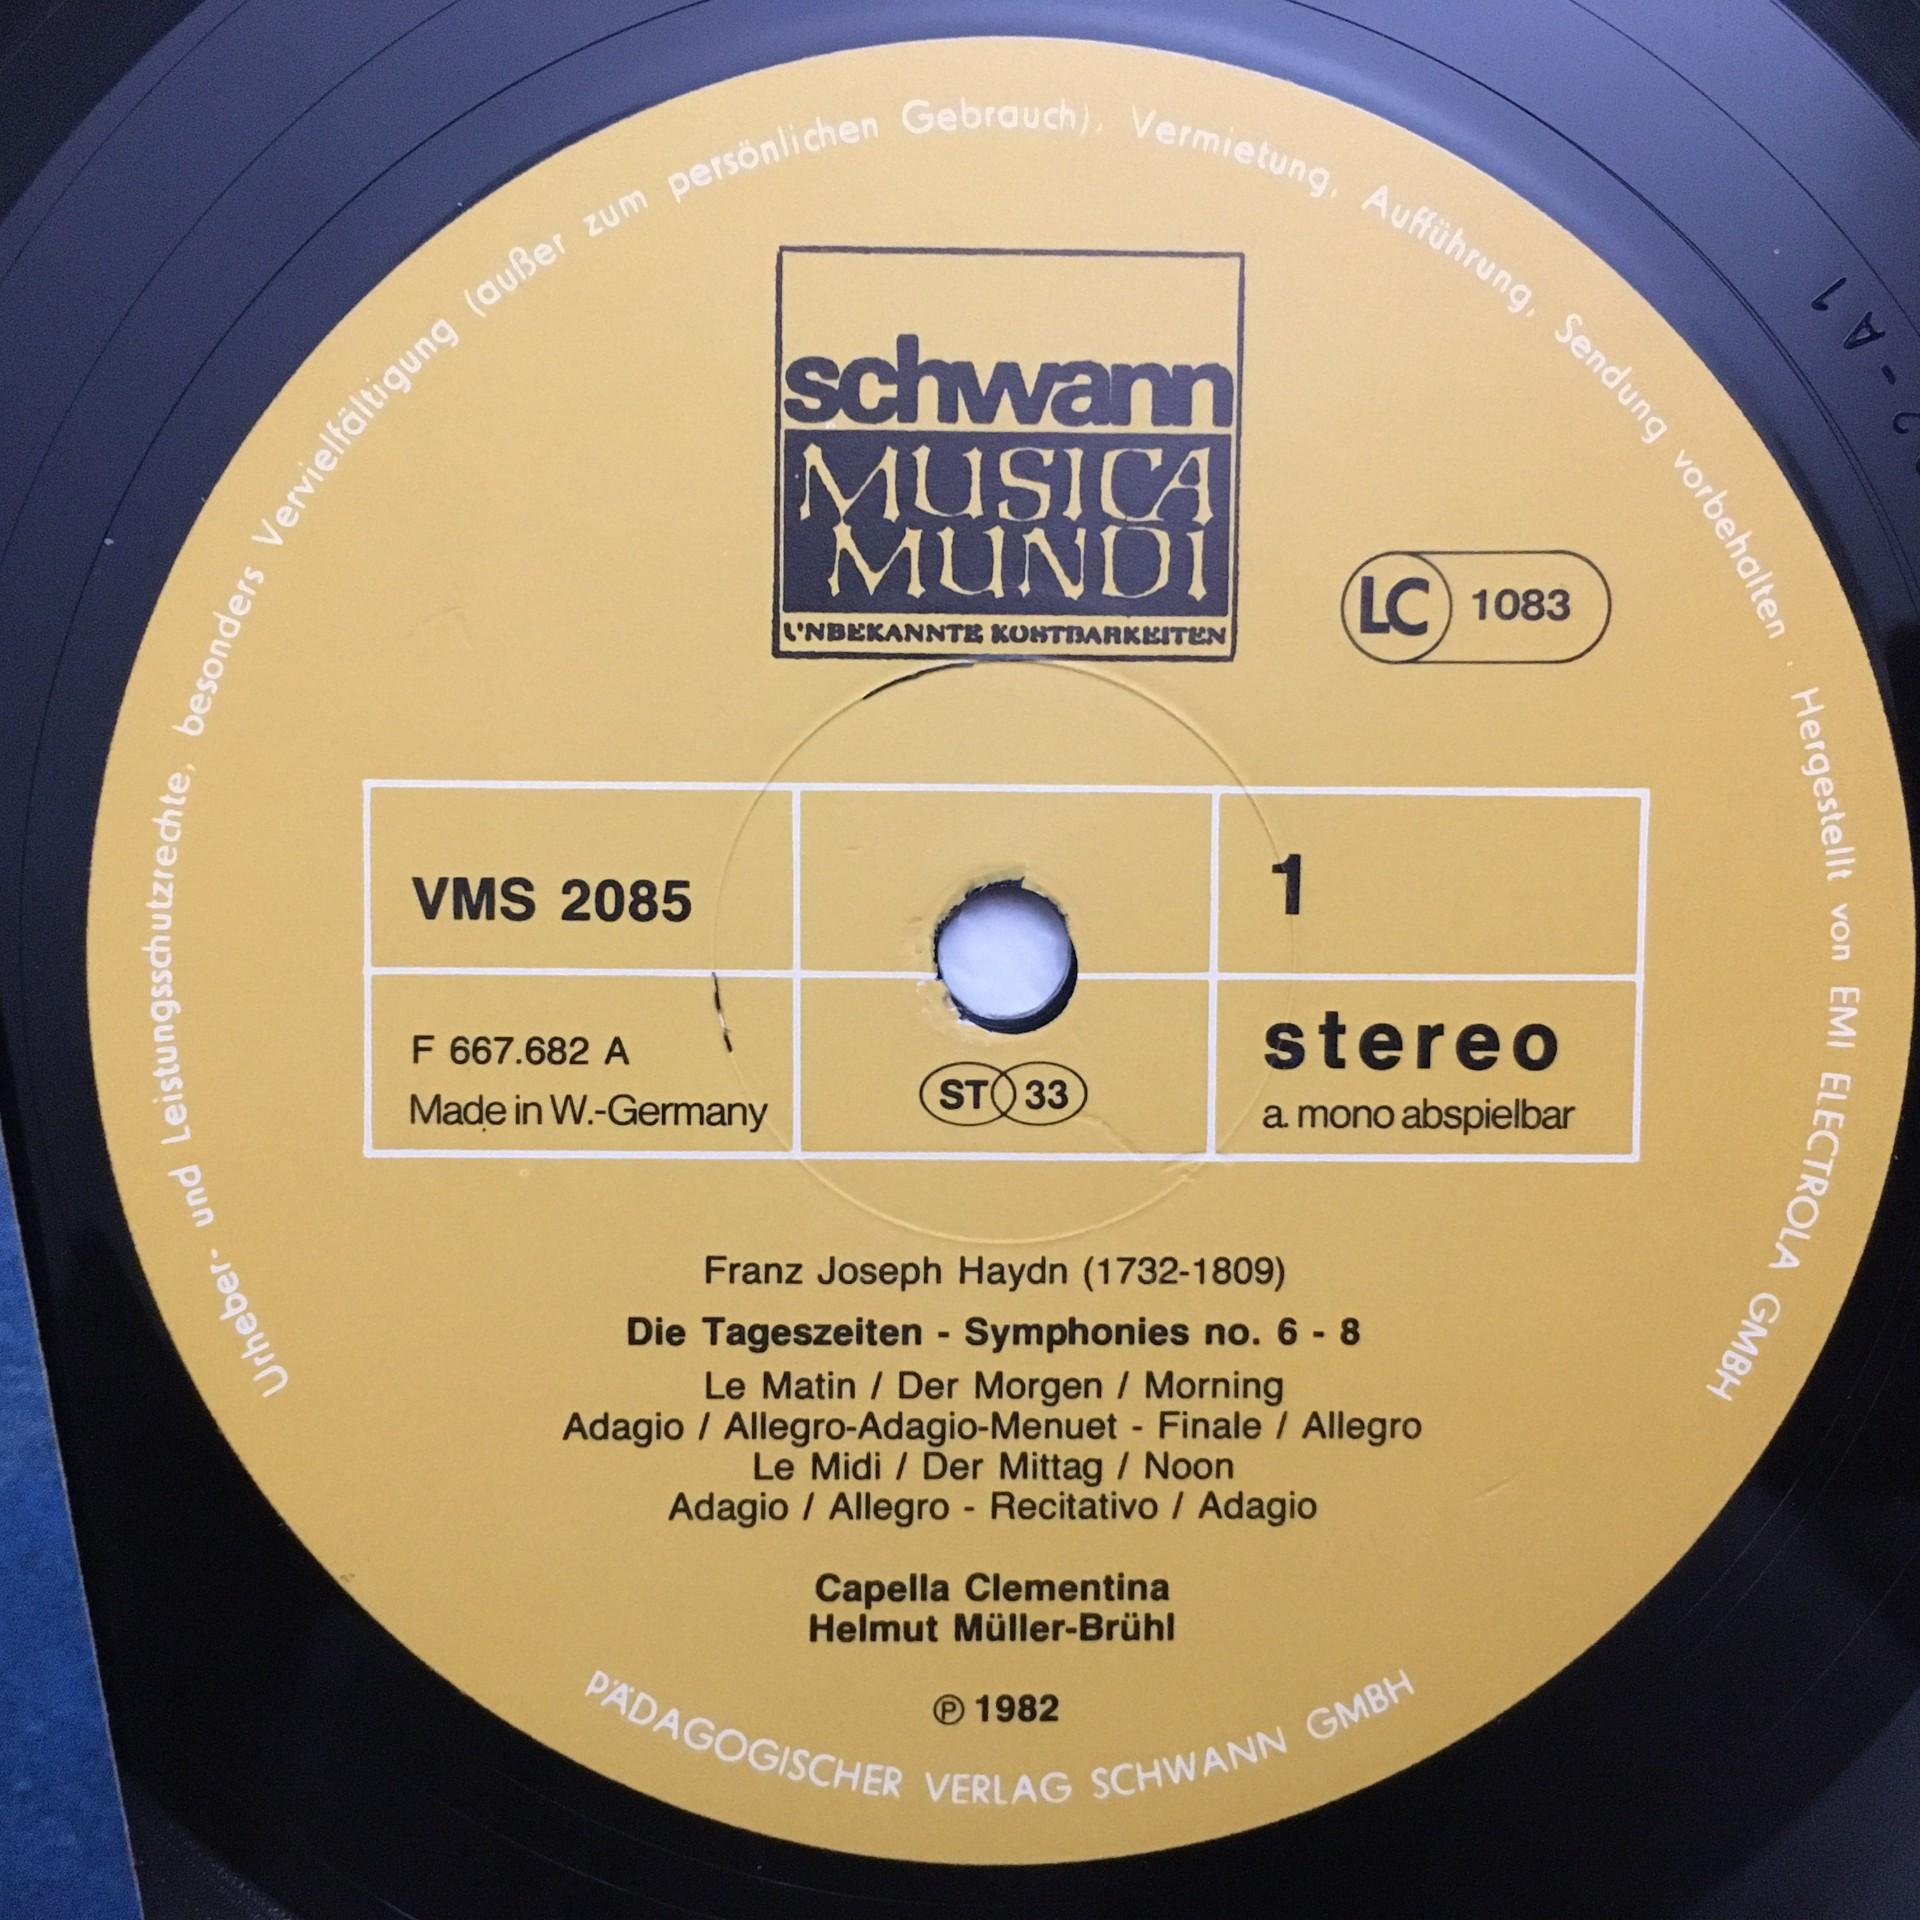 Urheber- und Leistungsschutzrechte, besonders Vervielfältigung (außer zum persönlichen Gebrauch), Vermietung, Aufführung, Sendung vorbehalten . Hergestellt von EMI ELECTROLA GMBH
schwann
MUSICA
MUNDI
UNBEKANNTE KOSTBARKEITEN
LC 1083
VMS 2085
1
F 667.682 A
Made in W.-Germany
ST 33
stereo
a. mono abspielbar
Franz Joseph Haydn (1732-1809)
Die Tageszeiten - Symphonies no. 6 - 8
Le Matin / Der Morgen / Morning
Adagio / Allegro-Adagio-Menuet - Finale / Allegro
Le Midi / Der Mittag / Noon
Adagio / Allegro - Recitativo / Adagio
Capella Clementina
Helmut Müller-Brühl
℗ 1982
PÄDAGOGISCHER VERLAG SCHWANN GMBH
2 - A 1